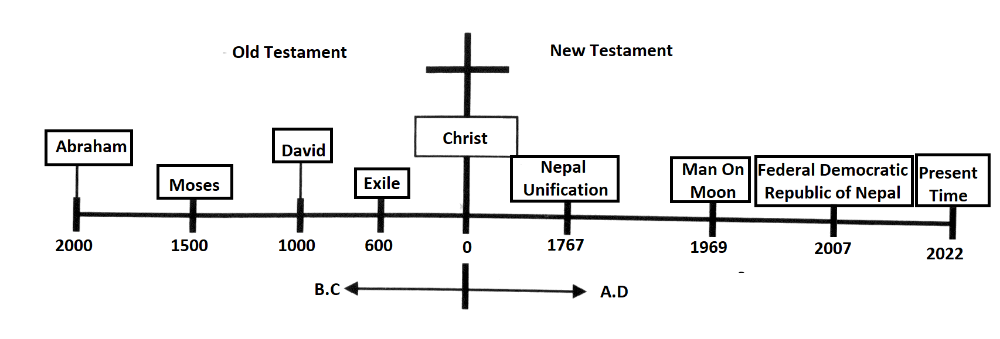 Old Testament
New Testament
Abraham
Moses
David
Exile
Christ
Nepal
Unification
Man On
Moon
Federal Democratic
Republic of Nepal
Present
Time
2000
1500
1000
600
0
1767
1969
2007
2022
B.C
A.D